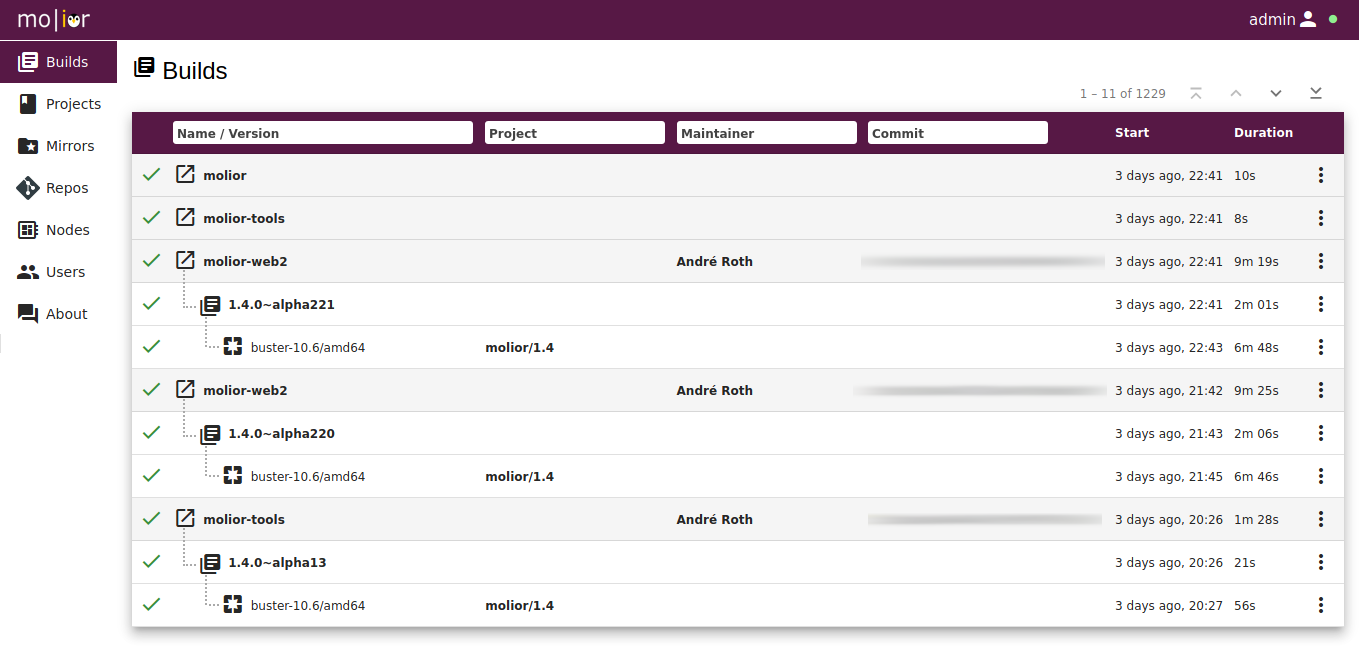 molior
admin
Builds
Projects
Mirrors
Repos
Nodes
Users
About
Builds
1 – 11 of 1229
Name / Version Project Maintainer Commit Start Duration
molior 3 days ago, 22:41 10s
molior-tools 3 days ago, 22:41 8s
molior-web2 André Roth 3 days ago, 22:41 9m 19s
1.4.0~alpha221 3 days ago, 22:41 2m 01s
buster-10.6/amd64 molior/1.4 3 days ago, 22:43 6m 48s
molior-web2 André Roth 3 days ago, 21:42 9m 25s
1.4.0~alpha220 3 days ago, 21:43 2m 06s
buster-10.6/amd64 molior/1.4 3 days ago, 21:45 6m 46s
molior-tools André Roth 3 days ago, 20:26 1m 28s
1.4.0~alpha13 3 days ago, 20:26 21s
buster-10.6/amd64 molior/1.4 3 days ago, 20:27 56s